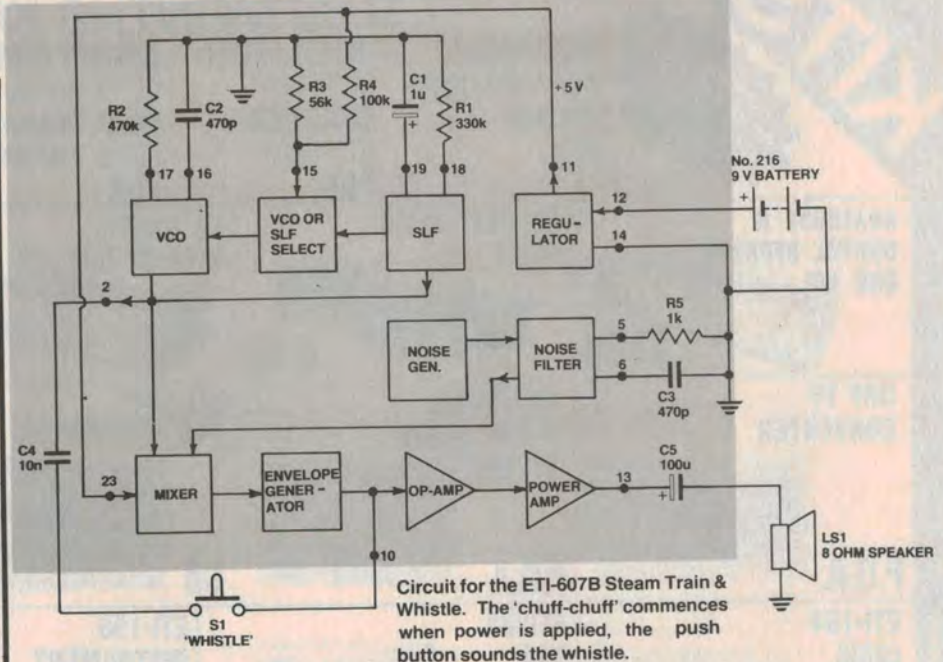 R2
470k
C2
470p
R3
56k
R4
100k
C1
1u
+
R1
330k
+5 V
17
16
15
19
18
11
No. 216
9 V BATTERY
+
12
14
VCO
VCO OR
SLF
SELECT
SLF
REGU-
LATOR
2
NOISE
GEN.
NOISE
FILTER
5
6
R5
1k
C3
470p
C4
10n
23
MIXER
ENVELOPE
GENER-
ATOR
OP-AMP
POWER
AMP
13
C5
100u
+
10
LS1
8 OHM SPEAKER
S1
'WHISTLE'
Circuit for the ETI-607B Steam Train &
Whistle. The 'chuff-chuff' commences
when power is applied, the push
button sounds the whistle.